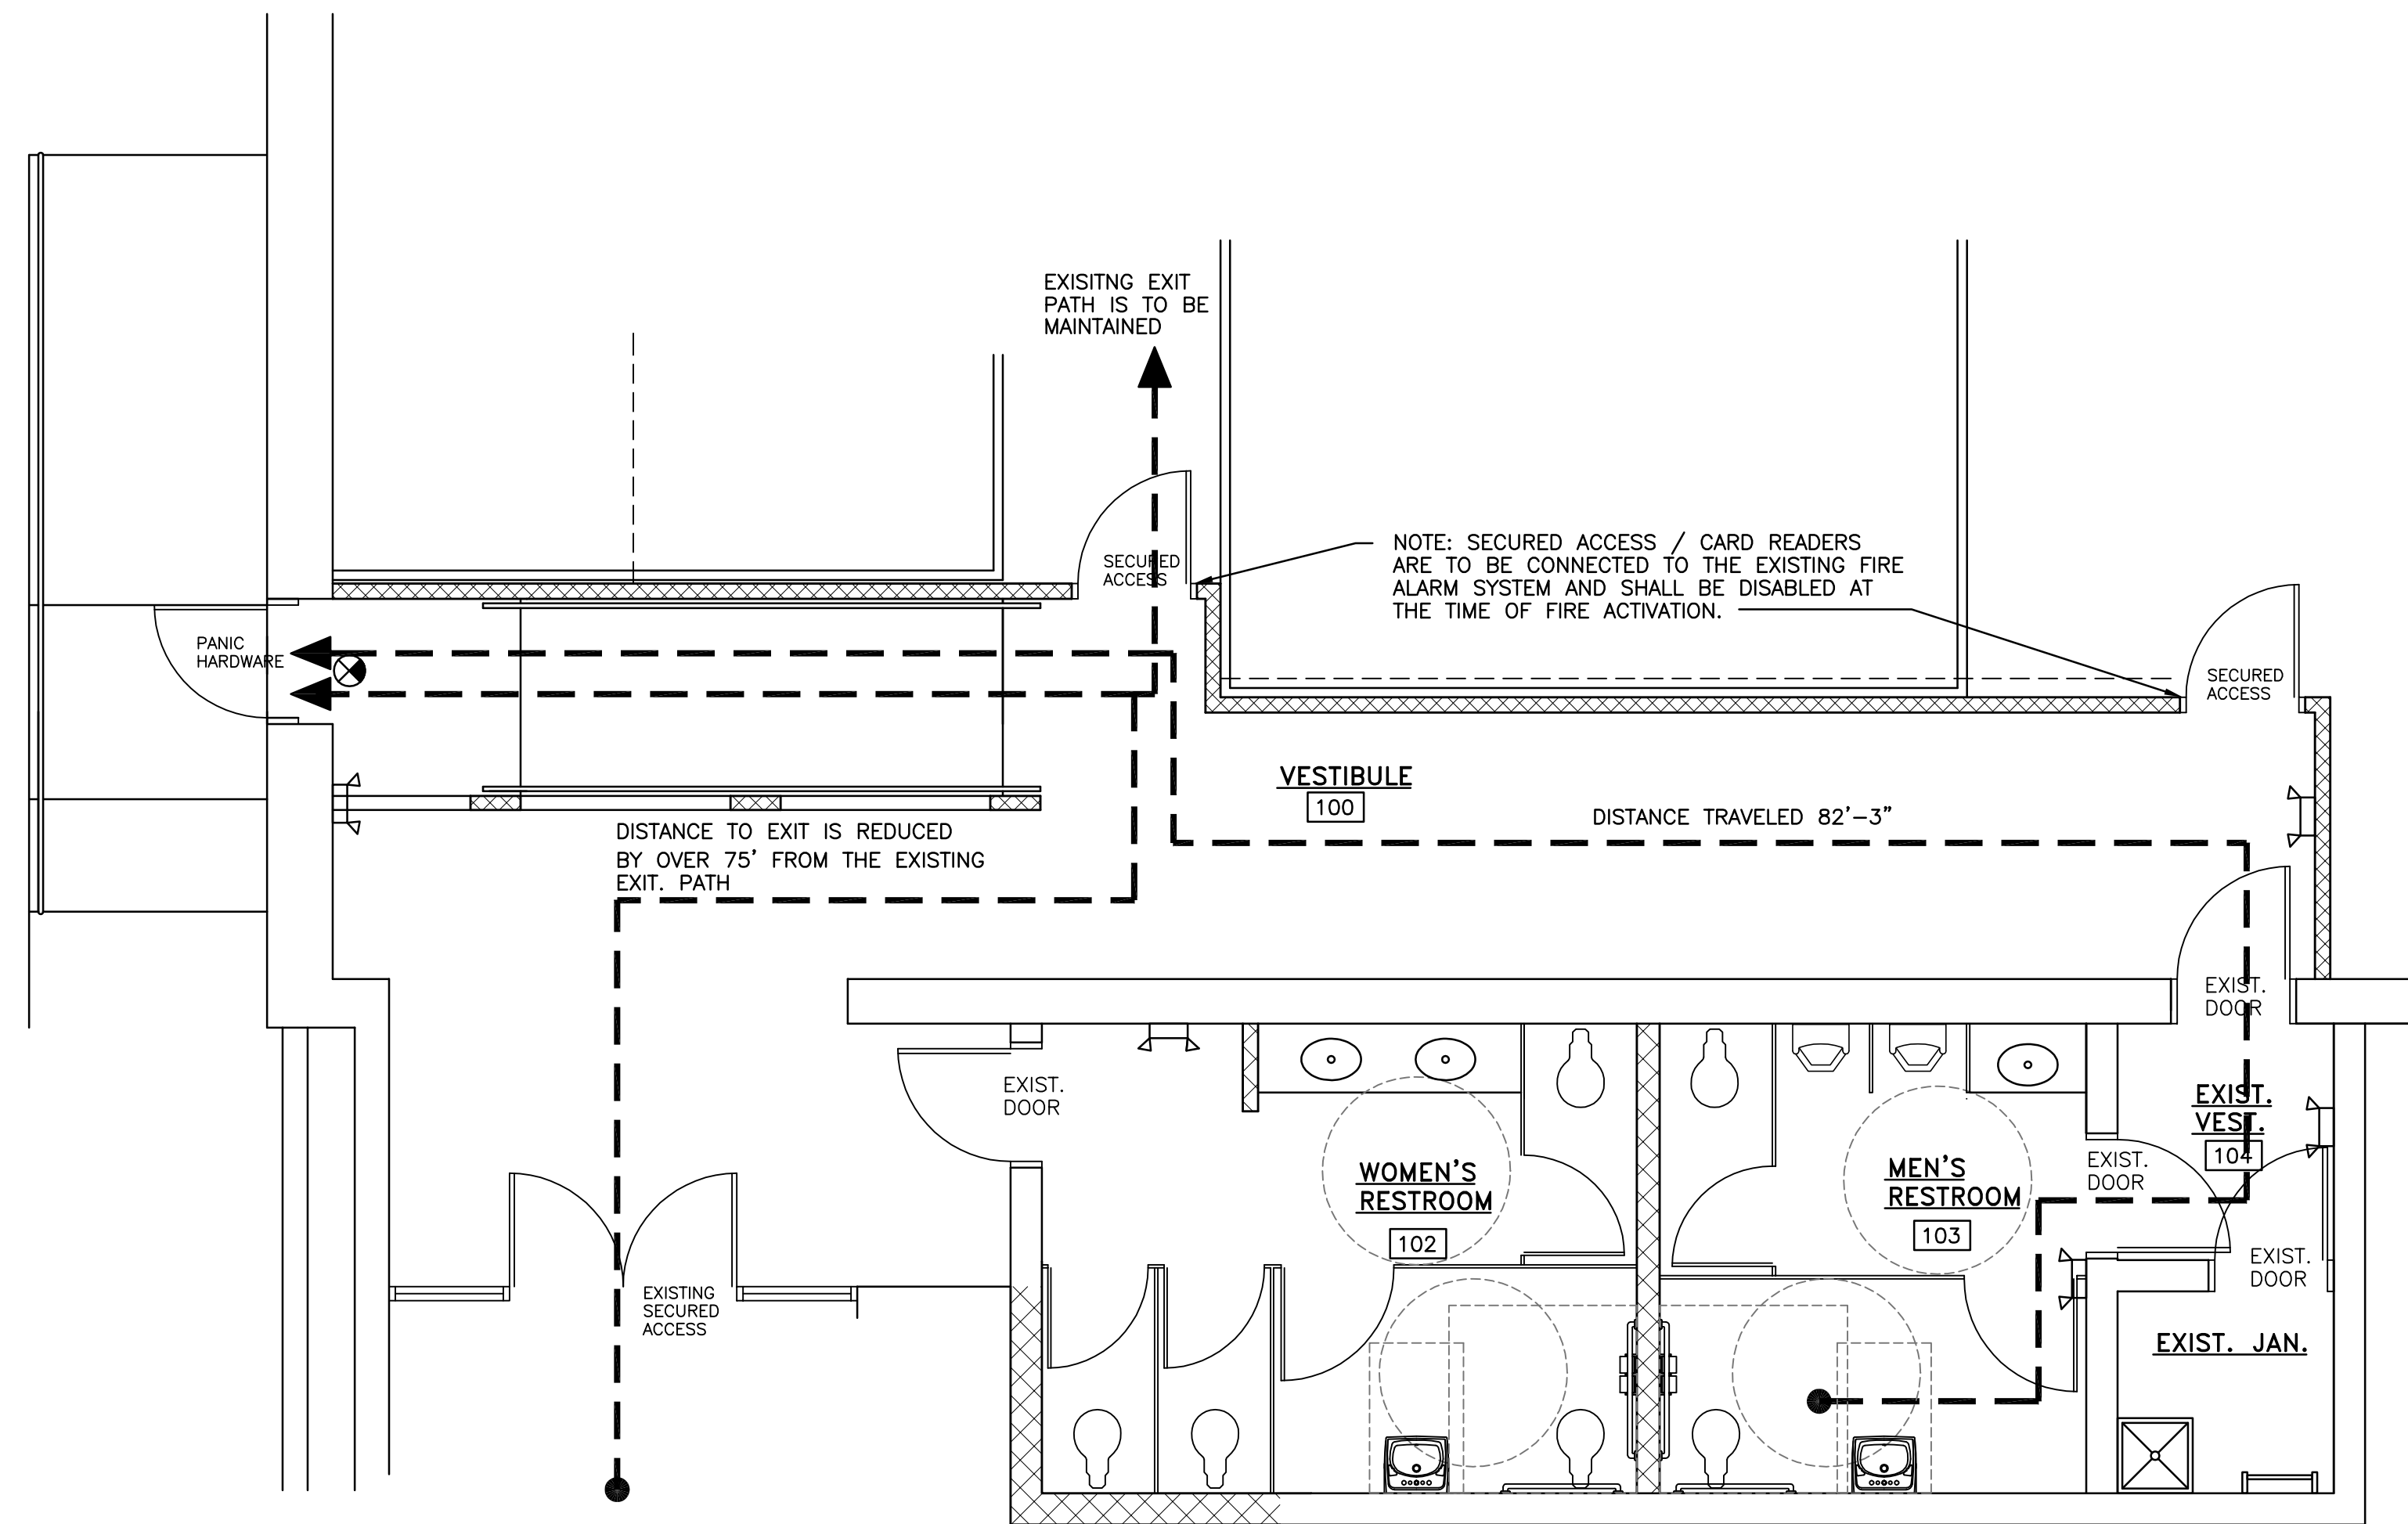 EXISITNG EXIT
PATH IS TO BE
MAINTAINED
SECURED
ACCESS
NOTE: SECURED ACCESS / CARD READERS
ARE TO BE CONNECTED TO THE EXISTING FIRE
ALARM SYSTEM AND SHALL BE DISABLED AT
THE TIME OF FIRE ACTIVATION.
PANIC
HARDWARE
SECURED
ACCESS
VESTIBULE
100
DISTANCE TRAVELED 82'-3"
DISTANCE TO EXIT IS REDUCED
BY OVER 75' FROM THE EXISTING
EXIT. PATH
EXIST.
DOOR
EXIST.
DOOR
EXIST.
VEST.
104
WOMEN'S
RESTROOM
102
MEN'S
RESTROOM
103
EXIST.
DOOR
EXIST.
DOOR
EXISTING
SECURED
ACCESS
EXIST. JAN.